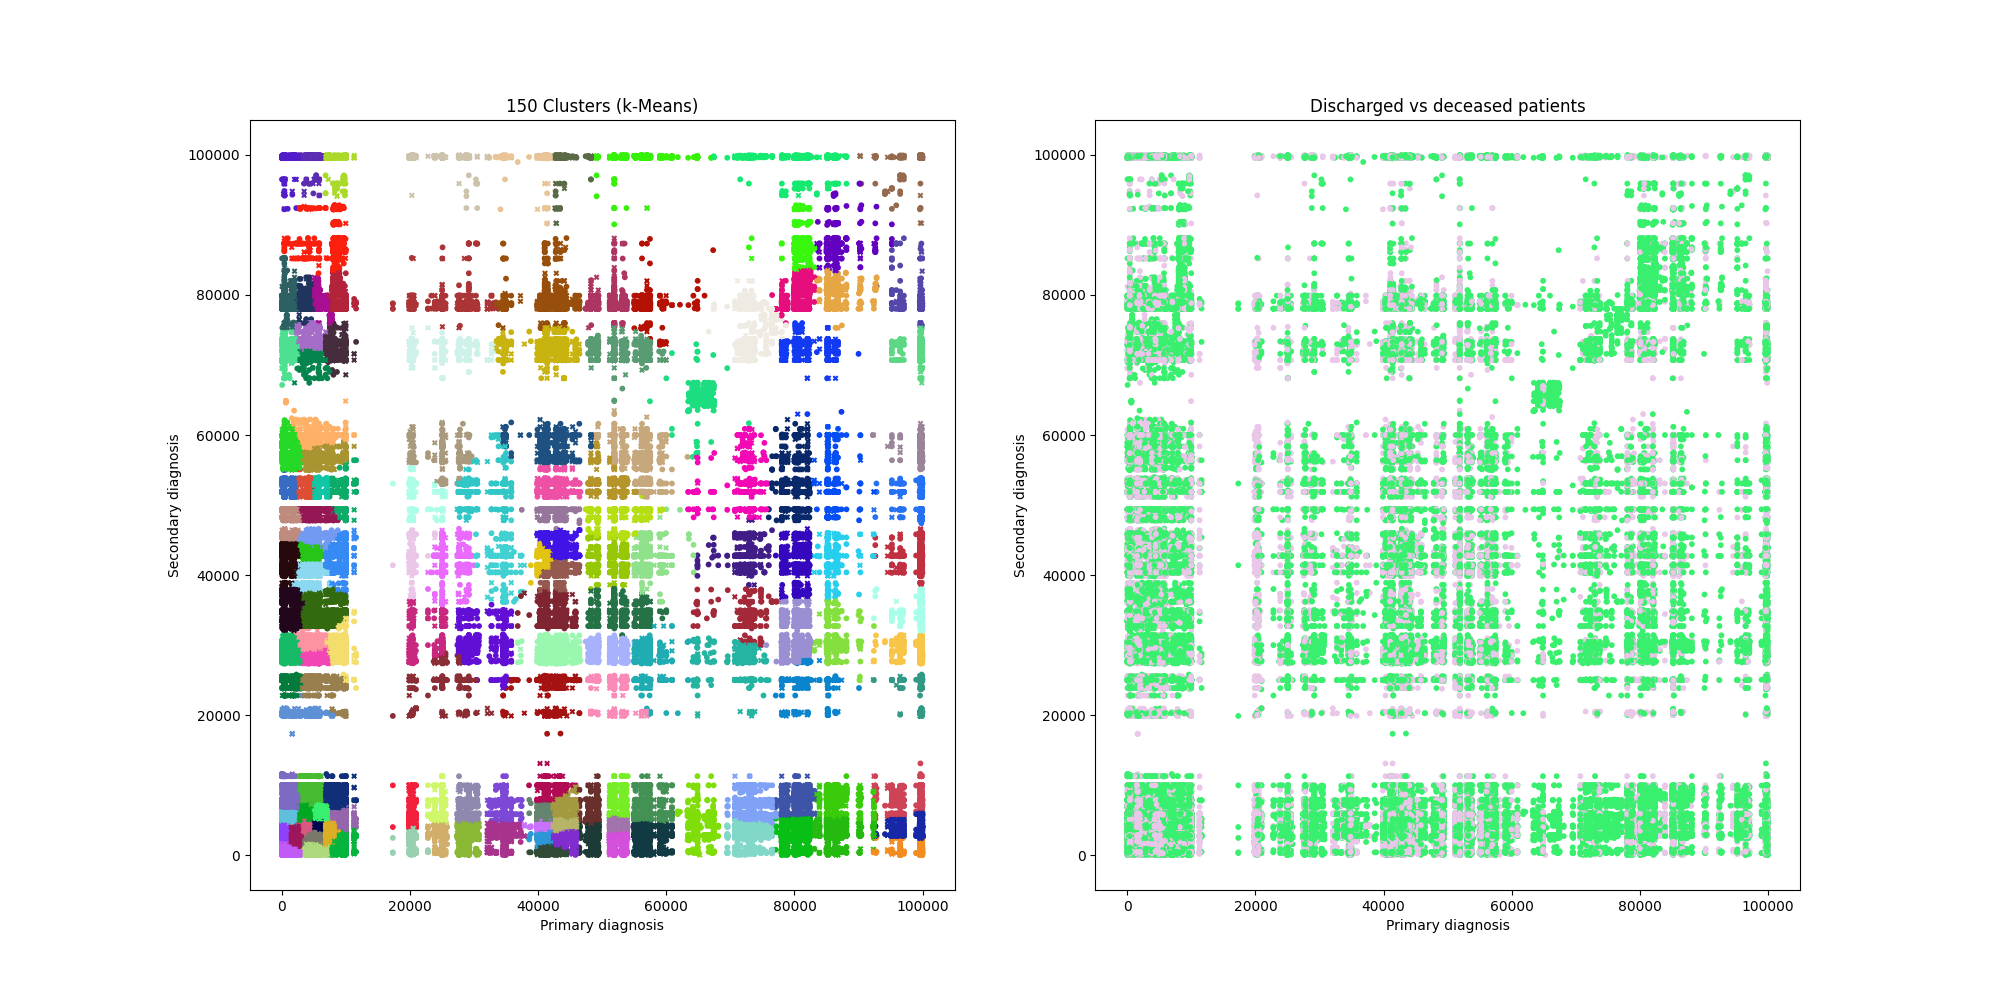 150 Clusters (k-Means)
100000
80000
60000
40000
20000
0
Secondary diagnosis
0 20000 40000 60000 80000 100000
Primary diagnosis
Discharged vs deceased patients
100000
80000
60000
40000
20000
0
Secondary diagnosis
0 20000 40000 60000 80000 100000
Primary diagnosis